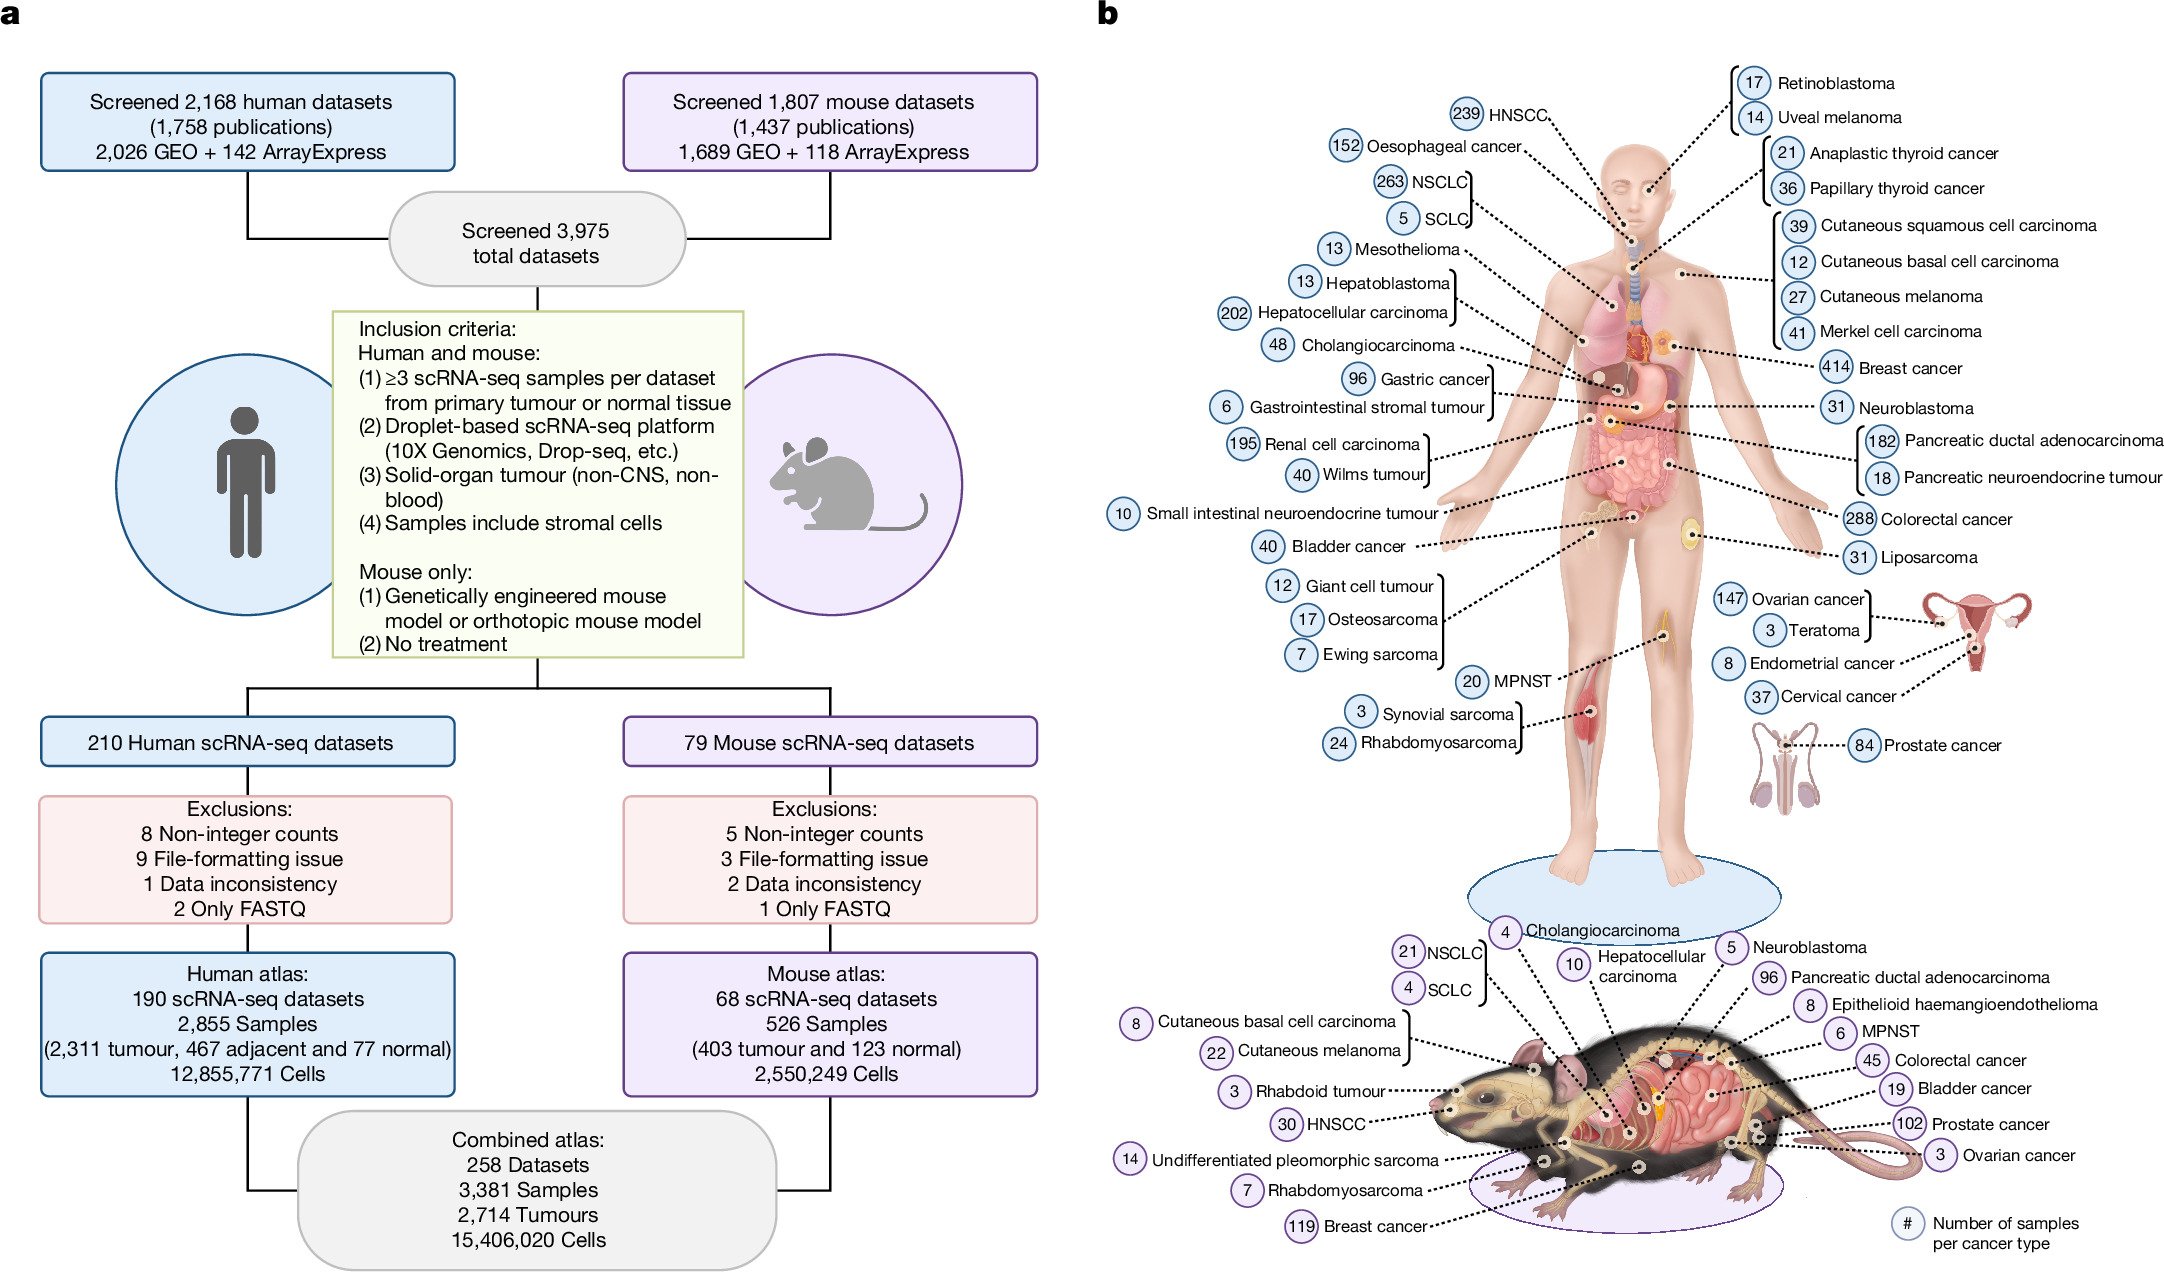 a
Screened 2,168 human datasets
(1,758 publications)
2,026 GEO + 142 ArrayExpress
Screened 1,807 mouse datasets
(1,437 publications)
1,689 GEO + 118 ArrayExpress
Screened 3,975
total datasets
Inclusion criteria:
Human and mouse:
(1) ≥3 scRNA-seq samples per dataset
from primary tumour or normal tissue
(2) Droplet-based scRNA-seq platform
(10X Genomics, Drop-seq, etc.)
(3) Solid-organ tumour (non-CNS, non-
blood)
(4) Samples include stromal cells
Mouse only:
(1) Genetically engineered mouse
model or orthotopic mouse model
(2) No treatment
210 Human scRNA-seq datasets
79 Mouse scRNA-seq datasets
Exclusions:
8 Non-integer counts
9 File-formatting issue
1 Data inconsistency
2 Only FASTQ
Exclusions:
5 Non-integer counts
3 File-formatting issue
2 Data inconsistency
1 Only FASTQ
Human atlas:
190 scRNA-seq datasets
2,855 Samples
(2,311 tumour, 467 adjacent and 77 normal)
12,855,771 Cells
Mouse atlas:
68 scRNA-seq datasets
526 Samples
(403 tumour and 123 normal)
2,550,249 Cells
Combined atlas:
258 Datasets
3,381 Samples
2,714 Tumours
15,406,020 Cells
b
239 HNSCC
152 Oesophageal cancer
263 NSCLC
5 SCLC
13 Mesothelioma
13 Hepatoblastoma
202 Hepatocellular carcinoma
48 Cholangiocarcinoma
96 Gastric cancer
6 Gastrointestinal stromal tumour
195 Renal cell carcinoma
40 Wilms tumour
10 Small intestinal neuroendocrine tumour
40 Bladder cancer
12 Giant cell tumour
17 Osteosarcoma
7 Ewing sarcoma
20 MPNST
3 Synovial sarcoma
24 Rhabdomyosarcoma
17 Retinoblastoma
14 Uveal melanoma
21 Anaplastic thyroid cancer
36 Papillary thyroid cancer
39 Cutaneous squamous cell carcinoma
12 Cutaneous basal cell carcinoma
27 Cutaneous melanoma
41 Merkel cell carcinoma
414 Breast cancer
31 Neuroblastoma
182 Pancreatic ductal adenocarcinoma
18 Pancreatic neuroendocrine tumour
288 Colorectal cancer
31 Liposarcoma
147 Ovarian cancer
3 Teratoma
8 Endometrial cancer
37 Cervical cancer
84 Prostate cancer
4 Cholangiocarcinoma
21 NSCLC
4 SCLC
10 Hepatocellular
carcinoma
8 Cutaneous basal cell carcinoma
22 Cutaneous melanoma
3 Rhabdoid tumour
30 HNSCC
14 Undifferentiated pleomorphic sarcoma
7 Rhabdomyosarcoma
119 Breast cancer
5 Neuroblastoma
96 Pancreatic ductal adenocarcinoma
8 Epithelioid haemangioendothelioma
6 MPNST
45 Colorectal cancer
19 Bladder cancer
102 Prostate cancer
3 Ovarian cancer
# Number of samples
per cancer type